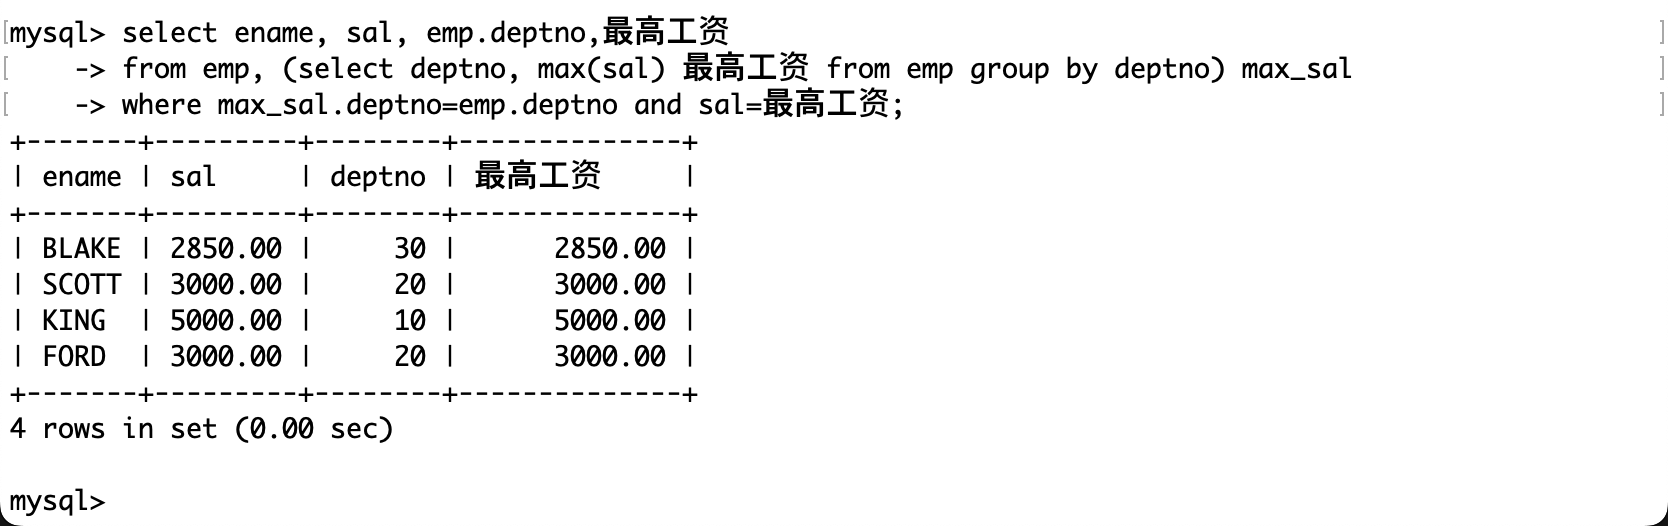 [mysql> select ename, sal, emp.deptno,最高工资 ]
[    -> from emp, (select deptno, max(sal) 最高工资 from emp group by deptno) max_sal ]
[    -> where max_sal.deptno=emp.deptno and sal=最高工资; ]
+-------+---------+--------+--------------+
| ename | sal     | deptno | 最高工资     |
+-------+---------+--------+--------------+
| BLAKE | 2850.00 |     30 |      2850.00 |
| SCOTT | 3000.00 |     20 |      3000.00 |
| KING  | 5000.00 |     10 |      5000.00 |
| FORD  | 3000.00 |     20 |      3000.00 |
+-------+---------+--------+--------------+
4 rows in set (0.00 sec)
mysql>